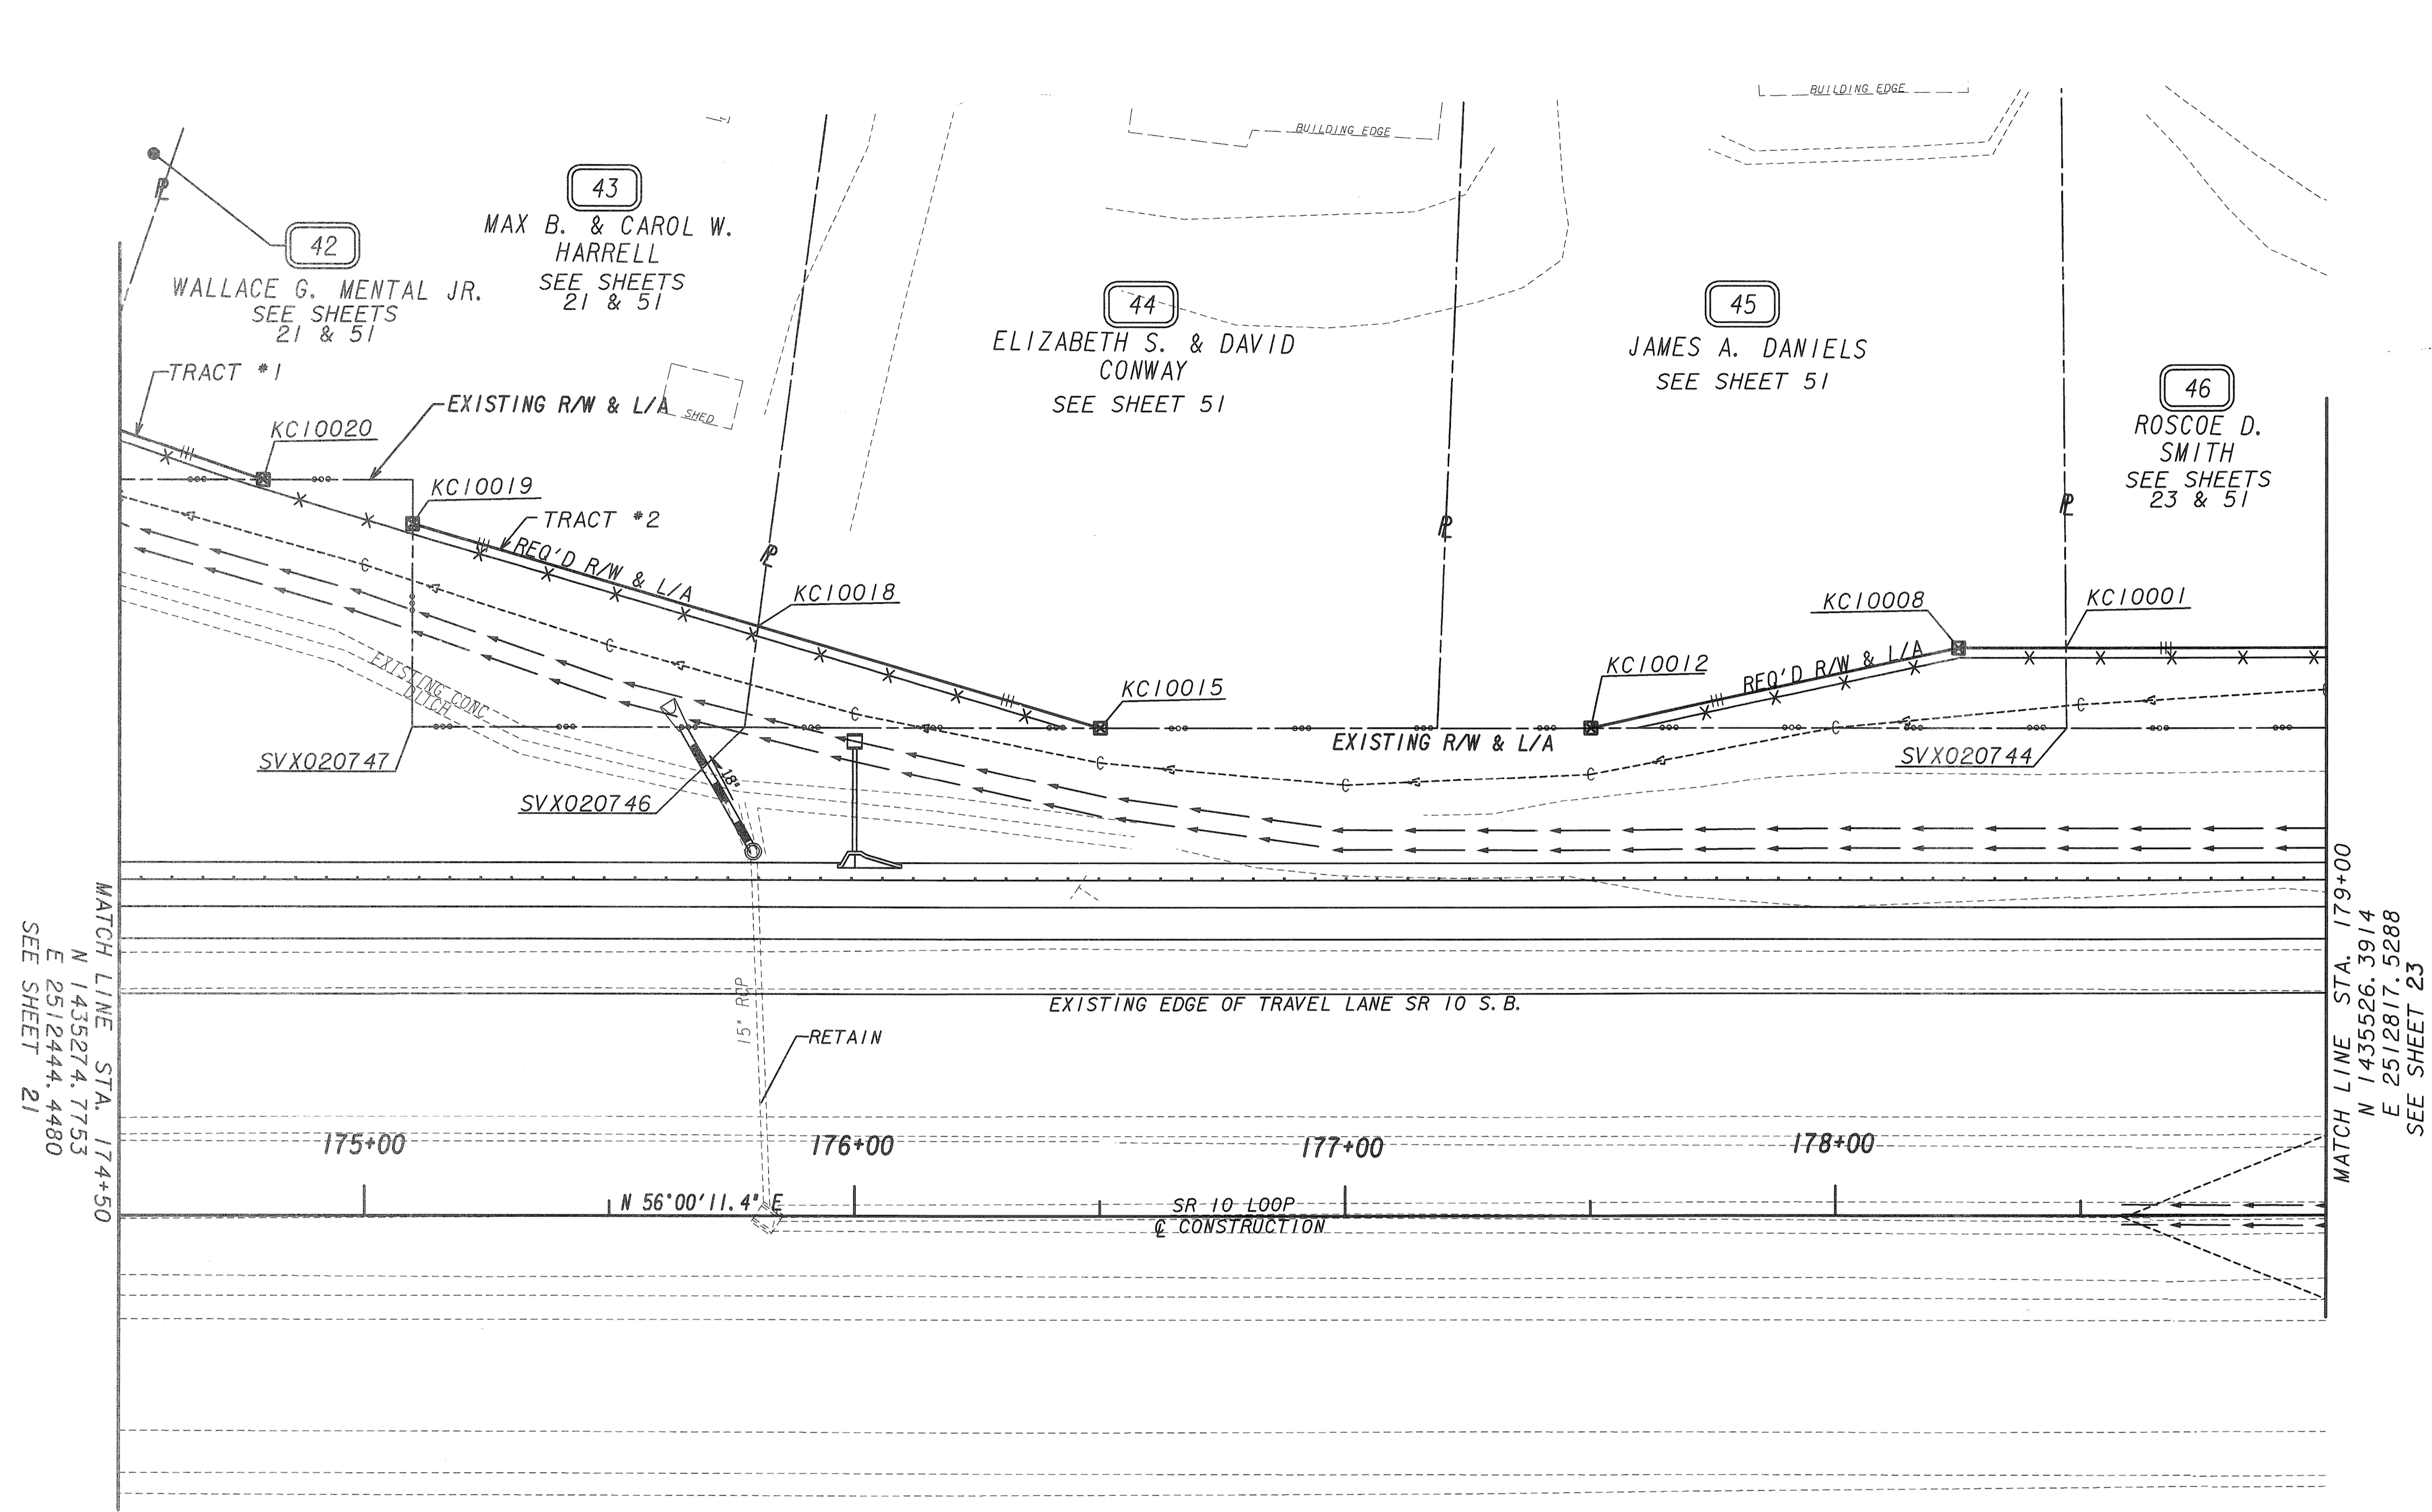 BUILDING EDGE
BUILDING EDGE
42
WALLACE G. MENTAL JR.
SEE SHEETS
21 & 51
43
MAX B. & CAROL W.
HARRELL
SEE SHEETS
21 & 51
44
ELIZABETH S. & DAVID
CONWAY
SEE SHEET 51
45
JAMES A. DANIELS
SEE SHEET 51
46
ROSCOE D.
SMITH
SEE SHEETS
23 & 51
TRACT #1
EXISTING R/W & L/A
SHED
KC10020
KC10019
TRACT #2
REQ'D R/W & L/A
PL
PL
PL
PL
KC10018
KC10015
KC10012
KC10008
REQ'D R/W & L/A
KC10001
EXISTING CONC
DITCH
SVX020747
SVX020746
18"
EXISTING R/W & L/A
SVX020744
C
C
C
C
C
C
C
C
EXISTING EDGE OF TRAVEL LANE SR 10 S.B.
15" RCP
RETAIN
175+00
176+00
177+00
178+00
N 56°00'11.4" E
SR 10 LOOP
CL CONSTRUCTION
MATCH LINE STA. 174+50
N 1435274.7753
E 2512444.4480
SEE SHEET 21
MATCH LINE STA. 179+00
N 1435526.3914
E 2512817.5288
SEE SHEET 23